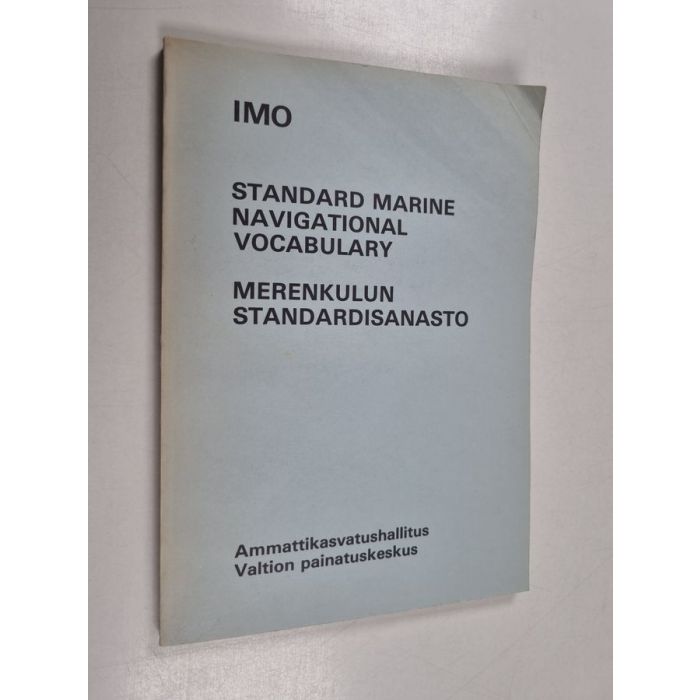 IMO
STANDARD MARINE
NAVIGATIONAL
VOCABULARY
MERENKULUN
STANDARDISANASTO
Ammattikasvatushallitus
Valtion painatuskeskus